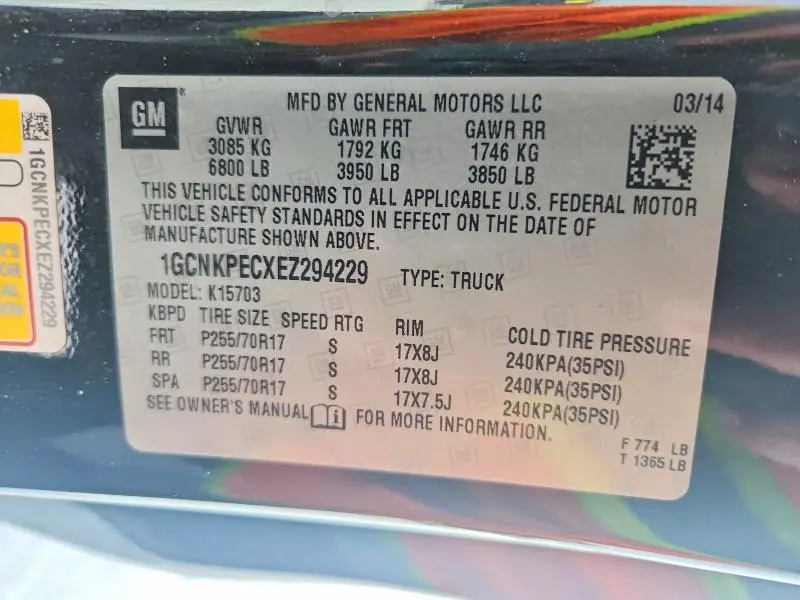 GM
MFD BY GENERAL MOTORS LLC 03/14
GVWR GAWR FRT GAWR RR
3085 KG 1792 KG 1746 KG
6800 LB 3950 LB 3850 LB
THIS VEHICLE CONFORMS TO ALL APPLICABLE U.S. FEDERAL MOTOR
VEHICLE SAFETY STANDARDS IN EFFECT ON THE DATE OF
MANUFACTURE SHOWN ABOVE.
1GCNKPECXEZ294229 TYPE: TRUCK
MODEL: K15703
KBPD TIRE SIZE SPEED RTG RIM COLD TIRE PRESSURE
FRT P255/70R17 S 17X8J 240KPA(35PSI)
RR P255/70R17 S 17X8J 240KPA(35PSI)
SPA P255/70R17 S 17X7.5J 240KPA(35PSI)
SEE OWNER'S MANUAL FOR MORE INFORMATION.
F 774 LB
T 1365 LB
1GCNKPECXEZ294229